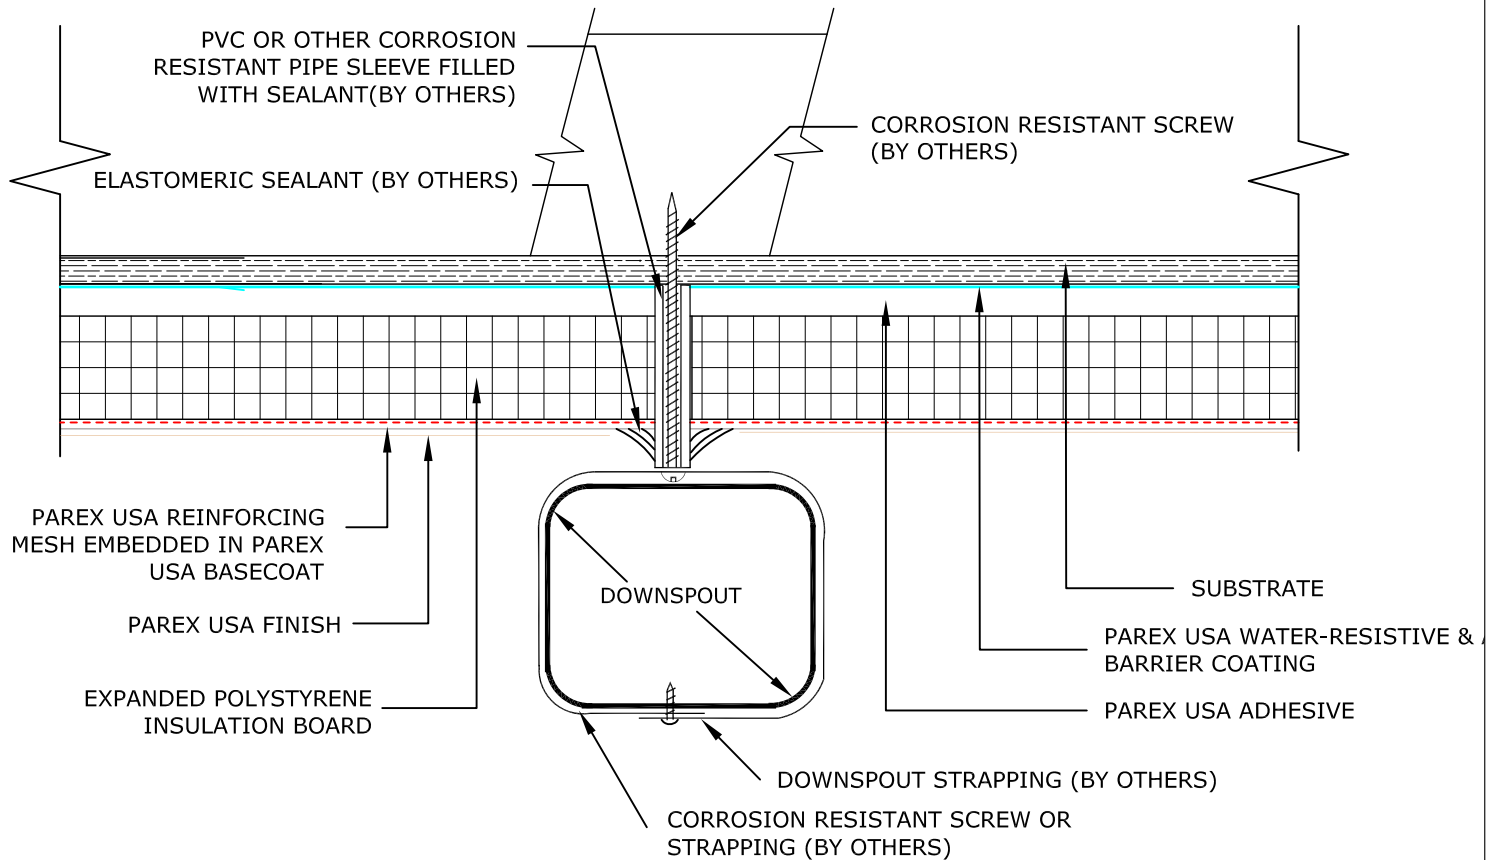 PVC OR OTHER CORROSION
RESISTANT PIPE SLEEVE FILLED
WITH SEALANT(BY OTHERS)
CORROSION RESISTANT SCREW
(BY OTHERS)
ELASTOMERIC SEALANT (BY OTHERS)
PAREX USA REINFORCING
MESH EMBEDDED IN PAREX
USA BASECOAT
PAREX USA FINISH
EXPANDED POLYSTYRENE
INSULATION BOARD
DOWNSPOUT
SUBSTRATE
PAREX USA WATER-RESISTIVE &
BARRIER COATING
PAREX USA ADHESIVE
DOWNSPOUT STRAPPING (BY OTHERS)
CORROSION RESISTANT SCREW OR
STRAPPING (BY OTHERS)